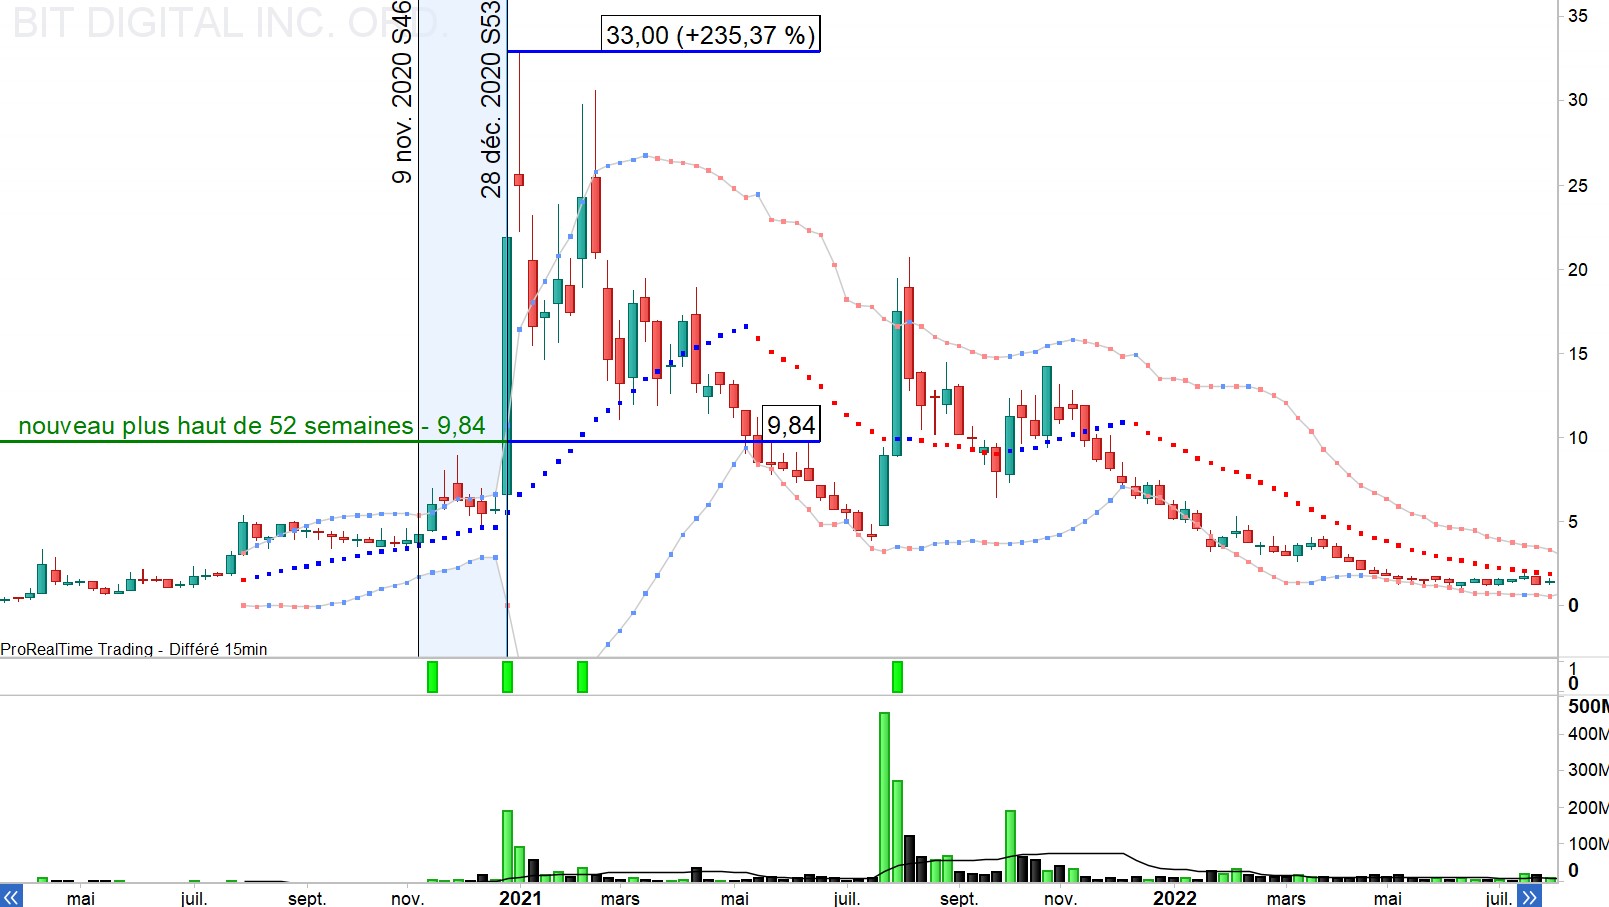 BIT DIGITAL INC. ORD.
9 nov. 2020 S46
28 déc. 2020 S53
33,00 (+235,37 %)
35
30
25
20
15
10
5
0
nouveau plus haut de 52 semaines - 9,84
9,84
ProRealTime Trading - Différé 15min
1
0
500M
400M
300M
200M
100M
0
mai juil. sept. nov. 2021 mars mai juil. sept. nov. 2022 mars mai juil.